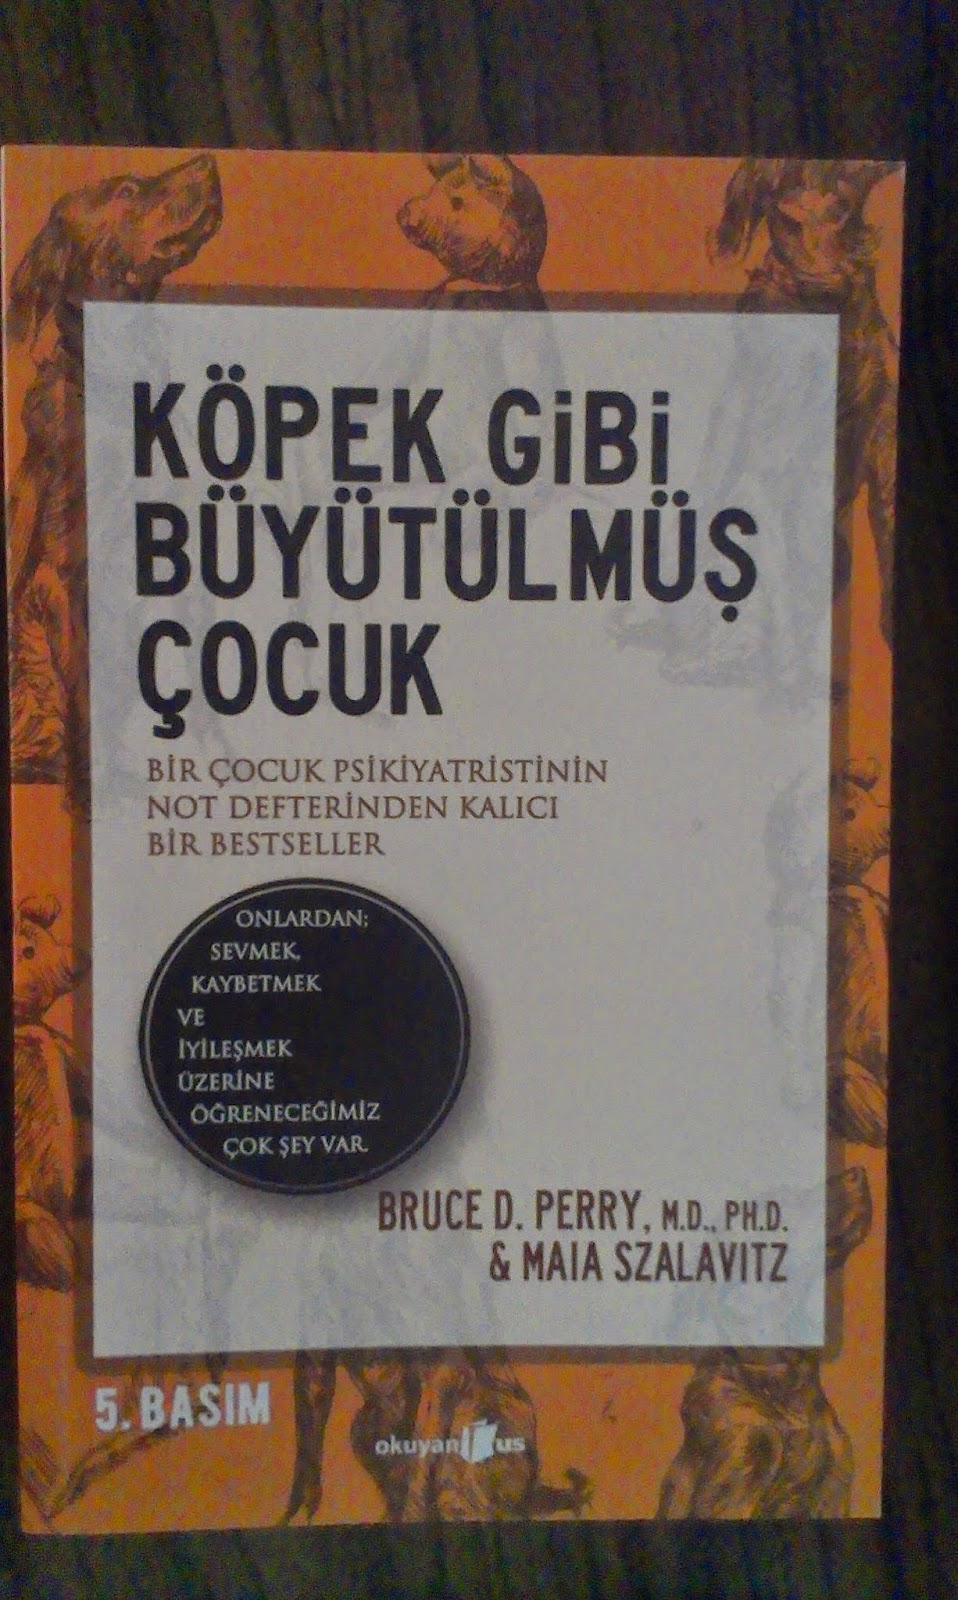 KÖPEK GİBİ
BÜYÜTÜLMÜŞ
ÇOCUK
BİR ÇOCUK PSİKİYATRİSTİNİN
NOT DEFTERİNDEN KALICI
BİR BESTSELLER
ONLARDAN;
SEVMEK,
KAYBETMEK
VE
İYİLEŞMEK
ÜZERİNE
ÖĞRENECEĞİMİZ
ÇOK ŞEY VAR.
BRUCE D. PERRY, M.D., PH.D.
& MAIA SZALAVITZ
5. BASIM
okuyan us